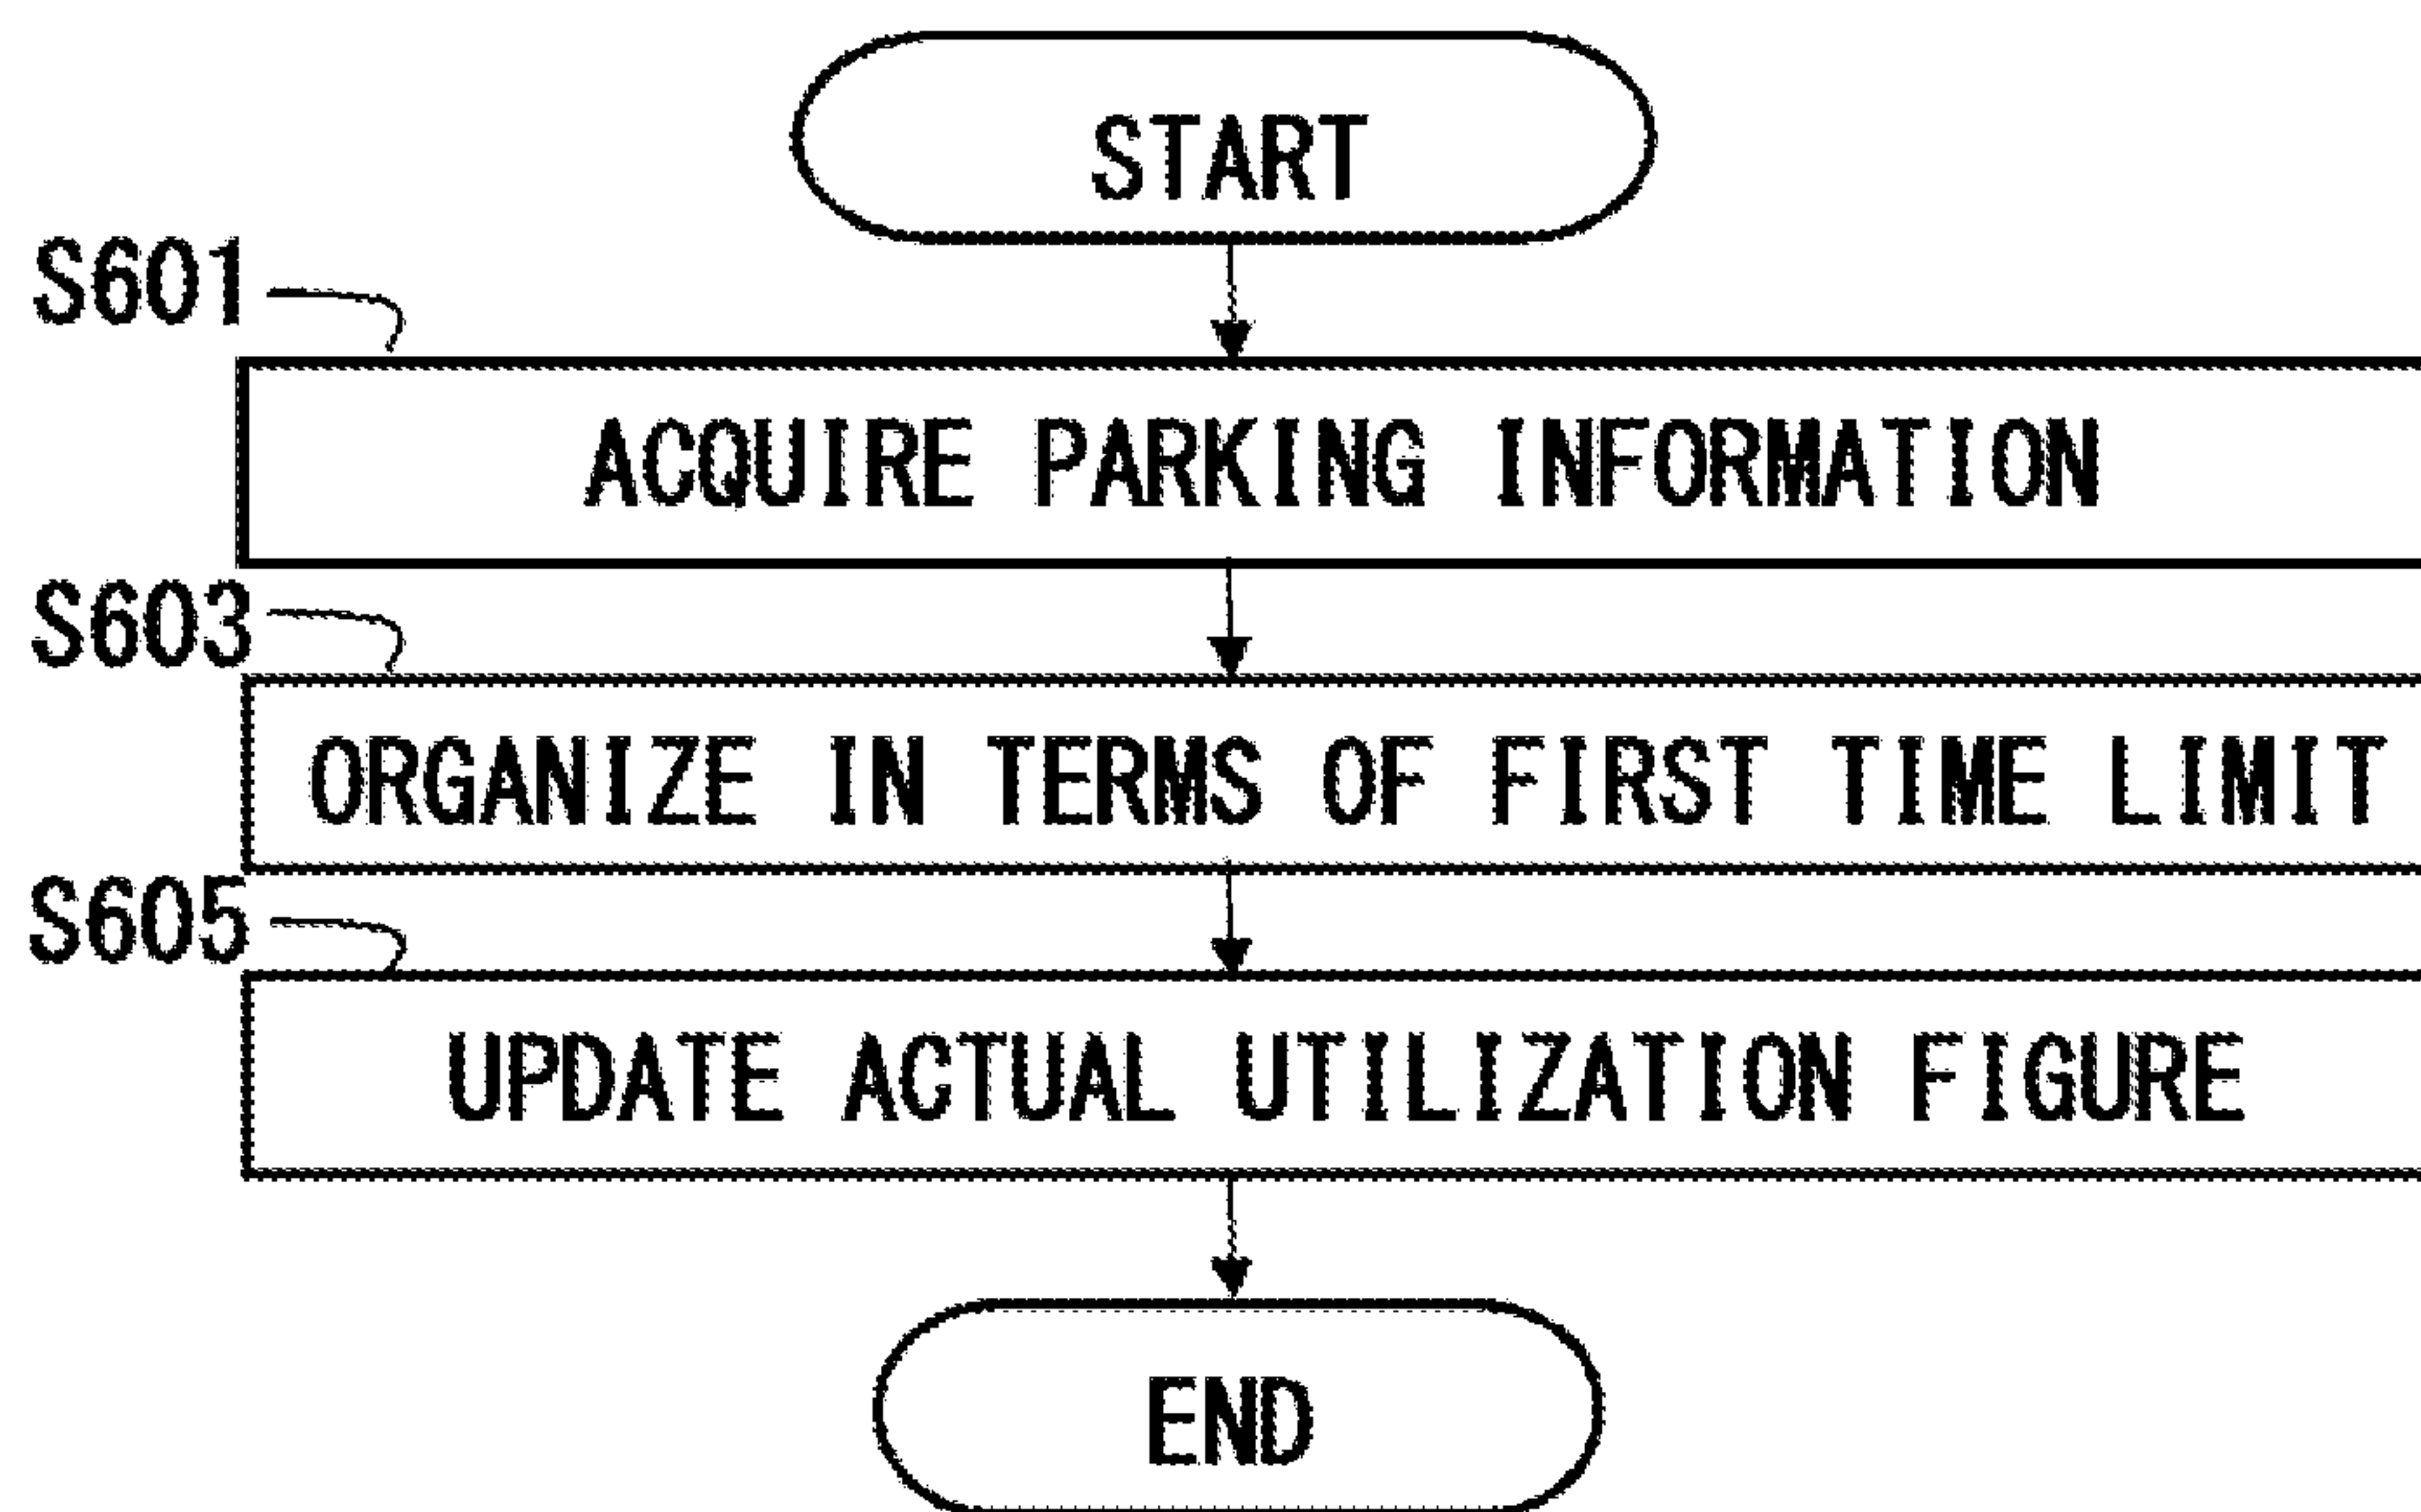 START
S601
ACQUIRE PARKING INFORMATION
S603
ORGANIZE IN TERMS OF FIRST TIME LIMIT
S605
UPDATE ACTUAL UTILIZATION FIGURE
END